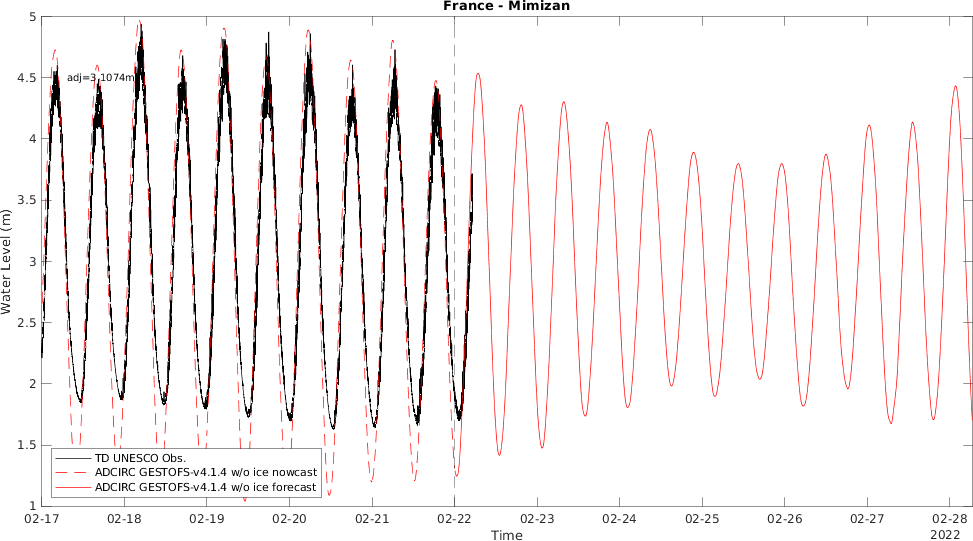 France - Mimizan
5
4.5
4
3.5
3
2.5
2
1.5
1
Water Level (m)
adj=3.1074m
TD UNESCO Obs.
ADCIRC GESTOFS-v4.1.4 w/o ice nowcast
ADCIRC GESTOFS-v4.1.4 w/o ice forecast
02-17 02-18 02-19 02-20 02-21 02-22 02-23 02-24 02-25 02-26 02-27 02-28
Time
2022